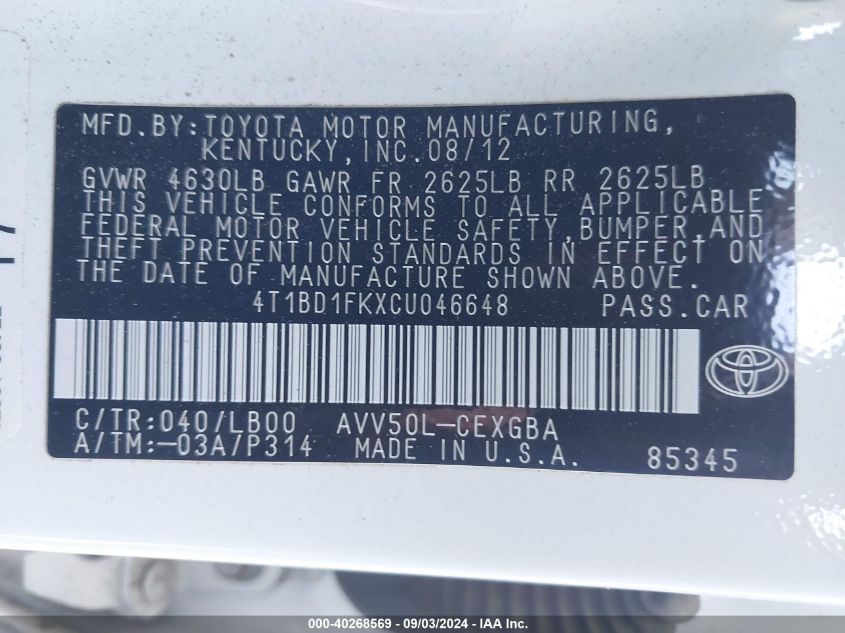 MFD.BY:TOYOTA MOTOR MANUFACTURING,
KENTUCKY,INC.08/12
GVWR 4630LB GAWR FR 2625LB RR 2625LB
THIS VEHICLE CONFORMS TO ALL APPLICABLE
FEDERAL MOTOR VEHICLE SAFETY,BUMPER,AND
THEFT PREVENTION STANDARDS IN EFFECT ON
THE DATE OF MANUFACTURE SHOWN ABOVE.
4T1BD1FKXCU046648 PASS.CAR
C/TR:040/LB00 AVV50L-CEXGBA
A/TM:-03A/P314 MADE IN U.S.A. 85345
000-40268569 - 09/03/2024 - IAAI.COM